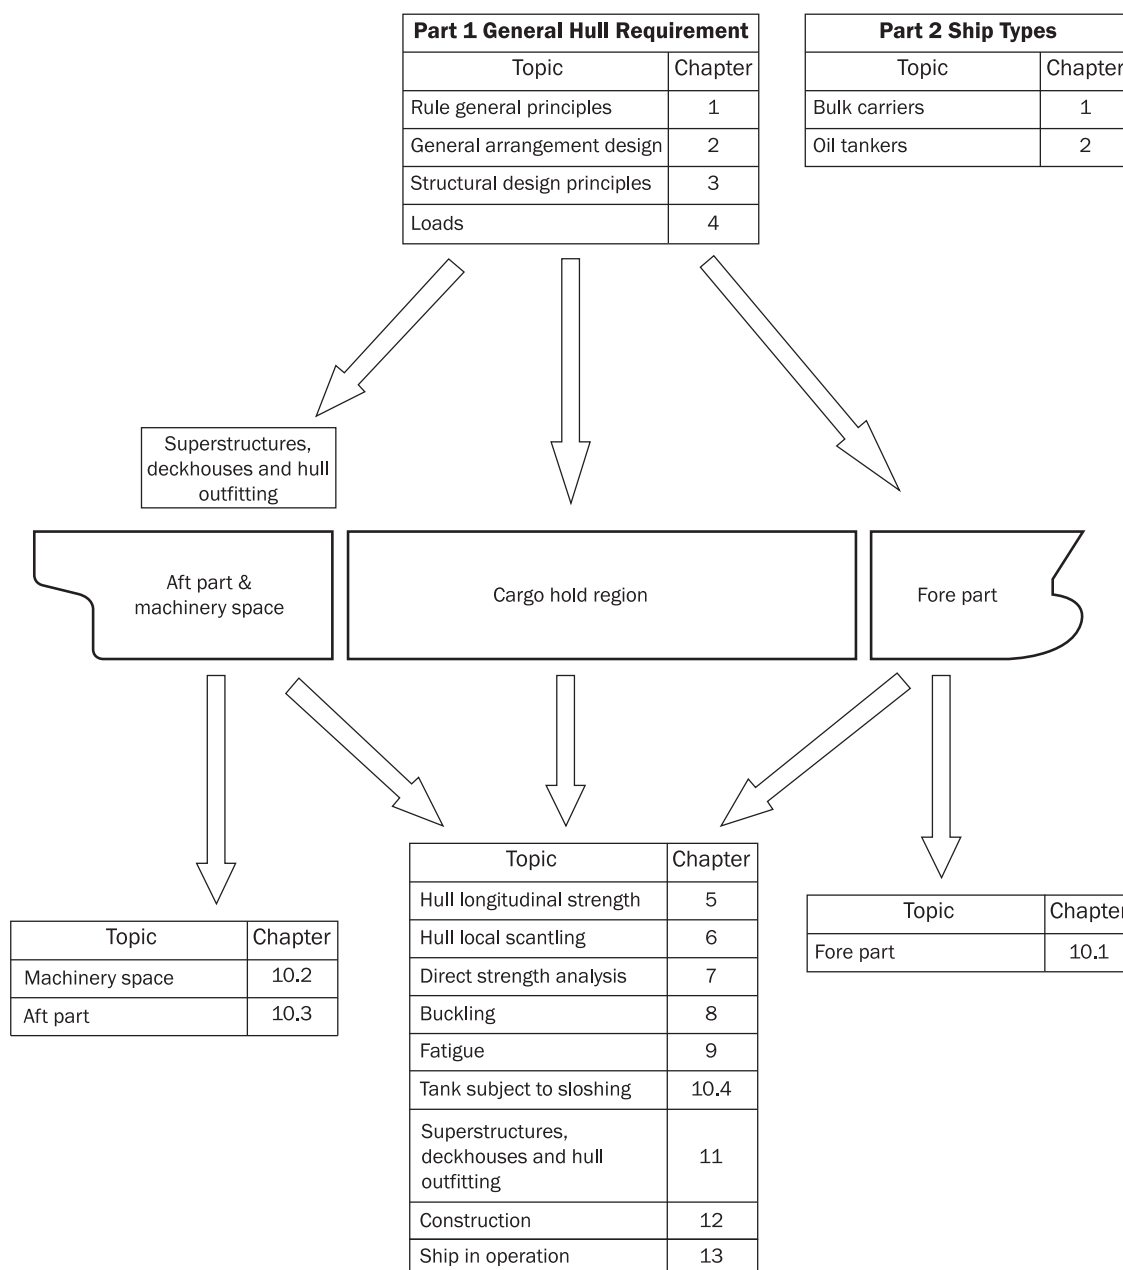 Part 1 General Hull Requirement
Topic Chapter
Rule general principles 1
General arrangement design 2
Structural design principles 3
Loads 4
Part 2 Ship Types
Topic Chapter
Bulk carriers 1
Oil tankers 2
Superstructures,
deckhouses and hull
outfitting
Aft part &
machinery space
Cargo hold region
Fore part
Topic Chapter
Machinery space 10.2
Aft part 10.3
Topic Chapter
Hull longitudinal strength 5
Hull local scantling 6
Direct strength analysis 7
Buckling 8
Fatigue 9
Tank subject to sloshing 10.4
Superstructures,
deckhouses and hull 11
outfitting
Construction 12
Ship in operation 13
Topic Chapter
Fore part 10.1